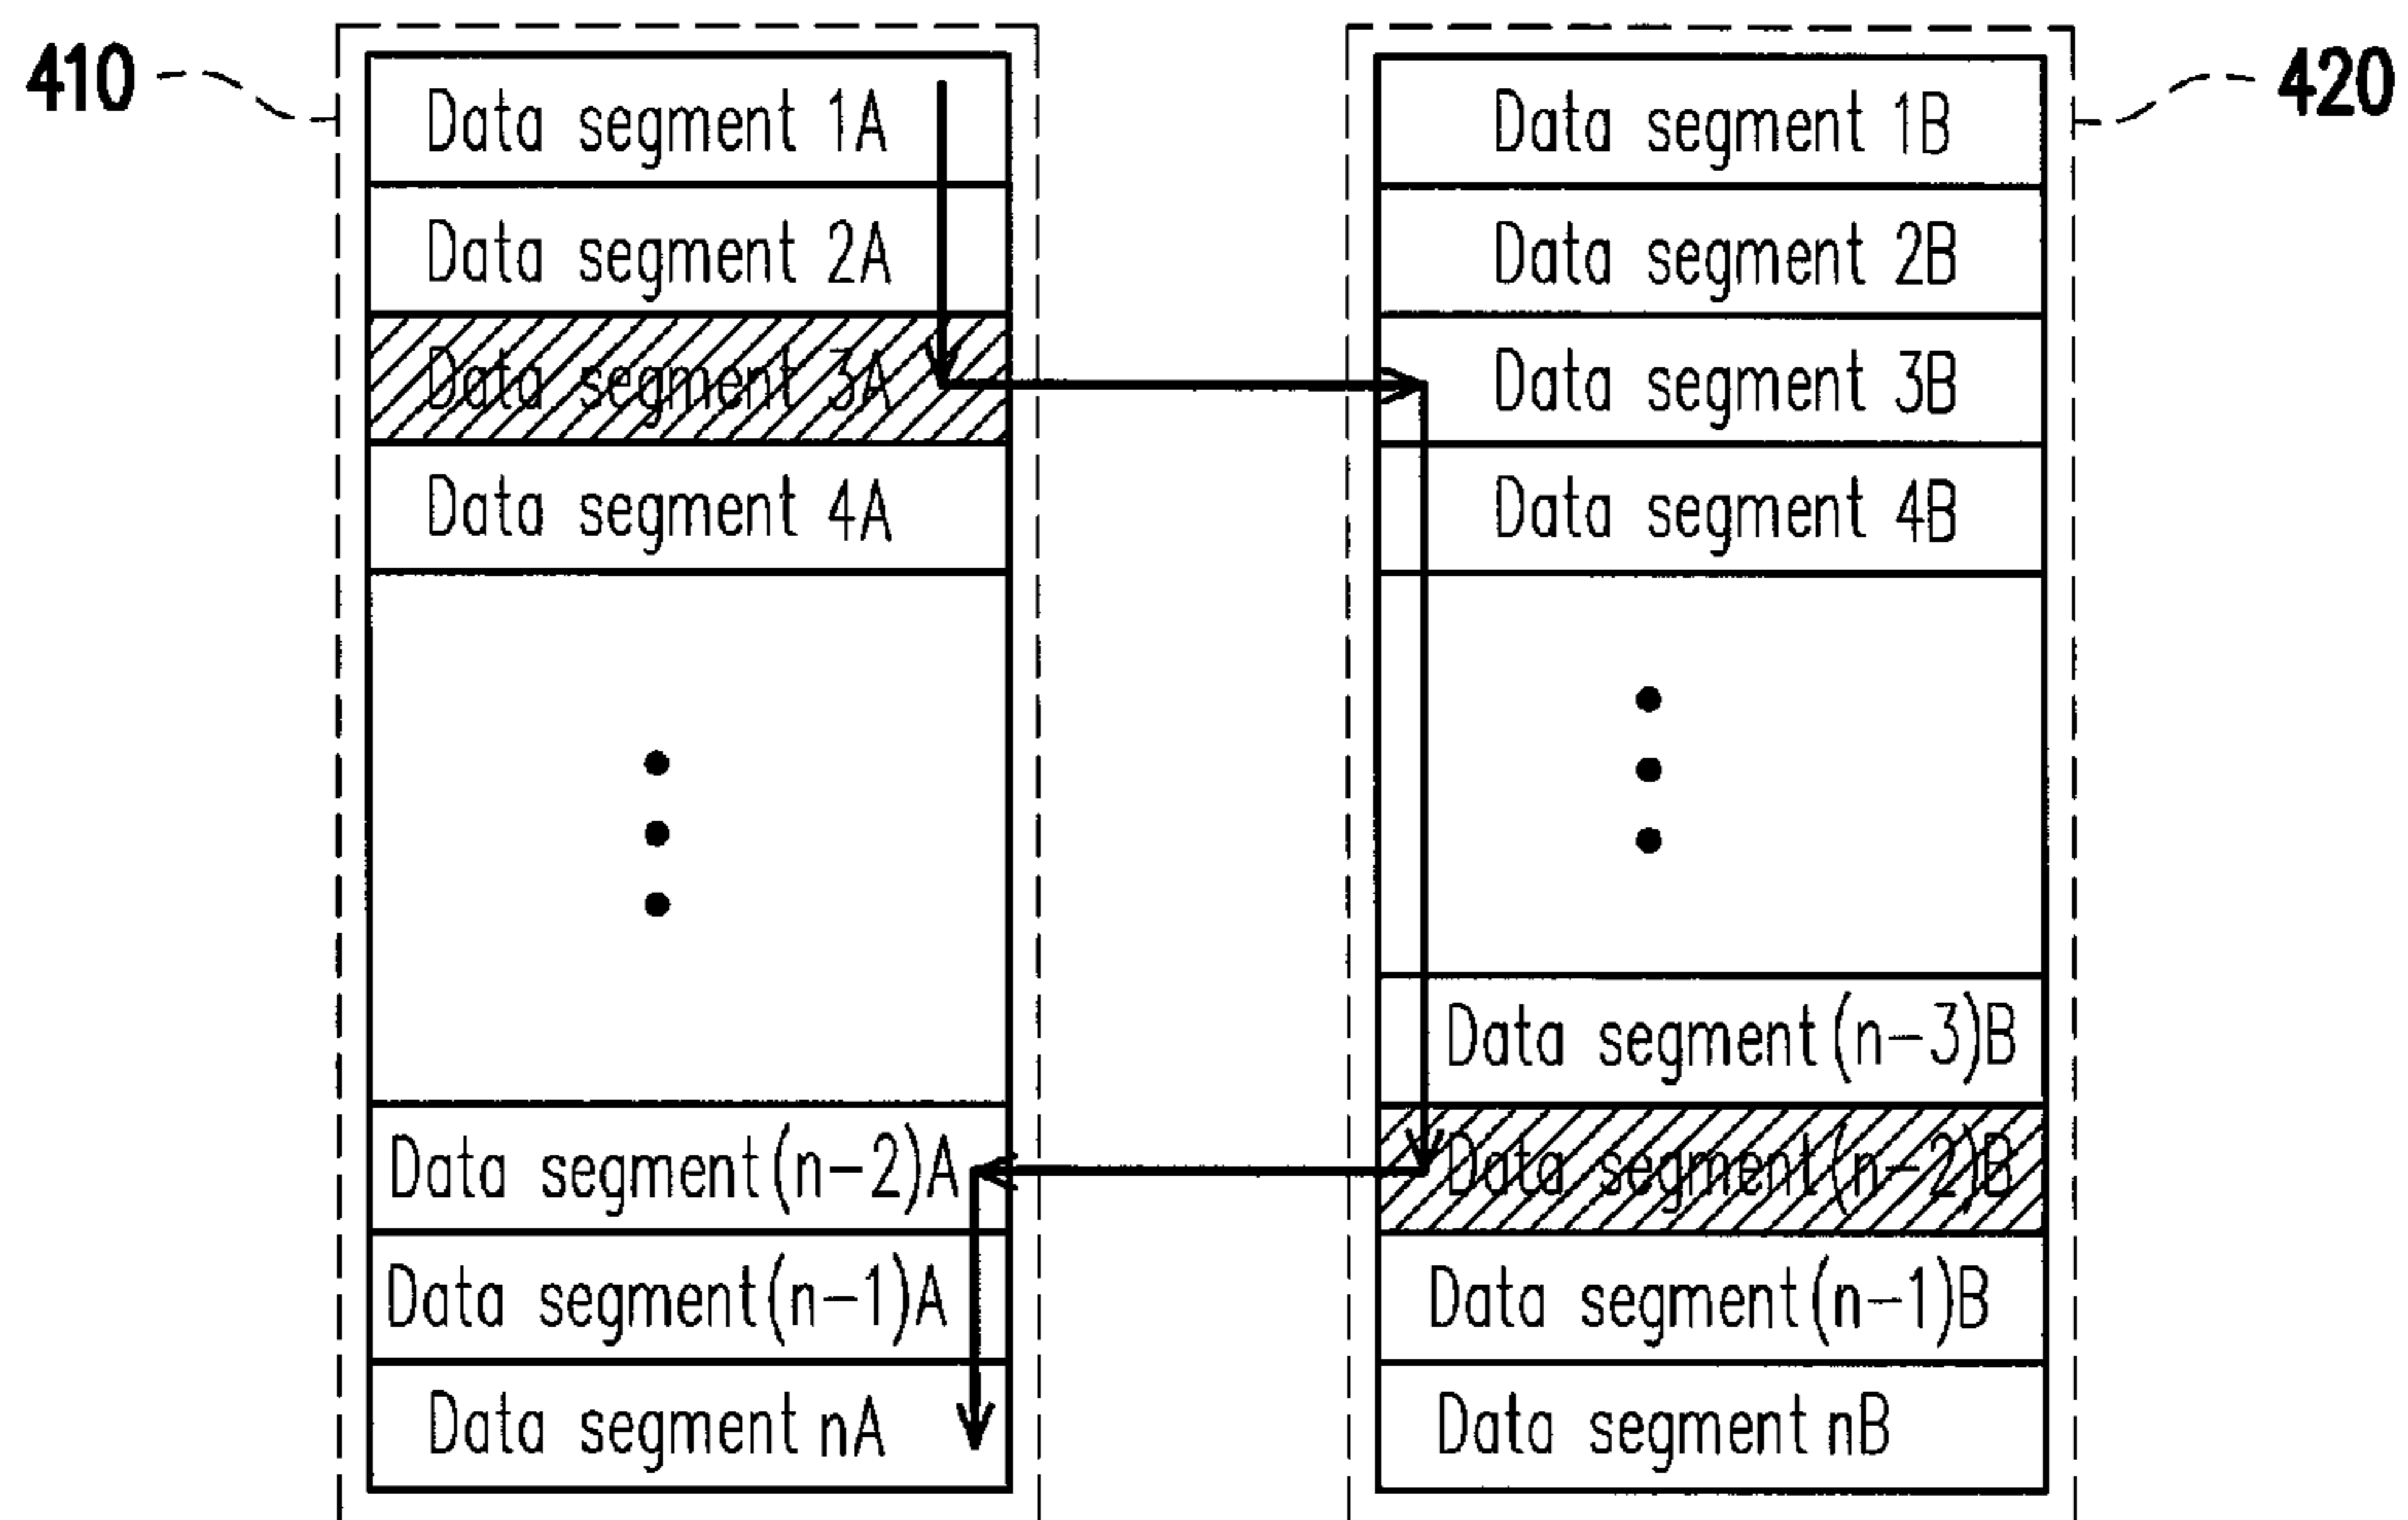 410
Data segment 1A
Data segment 2A
Data segment 3A
Data segment 4A
Data segment(n-2)A
Data segment(n-1)A
Data segment nA
420
Data segment 1B
Data segment 2B
Data segment 3B
Data segment 4B
Data segment(n-3)B
Data segment(n-2)B
Data segment(n-1)B
Data segment nB